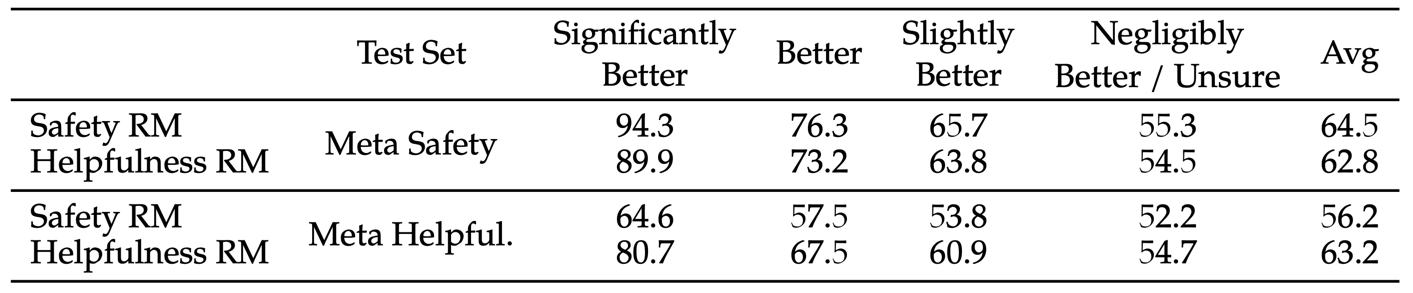 Test Set Significantly Better Better Slightly Better Negligibly Better / Unsure Avg
Safety RM Meta Safety 94.3 76.3 65.7 55.3 64.5
Helpfulness RM 89.9 73.2 63.8 54.5 62.8
Safety RM Meta Helpful. 64.6 57.5 53.8 52.2 56.2
Helpfulness RM 80.7 67.5 60.9 54.7 63.2